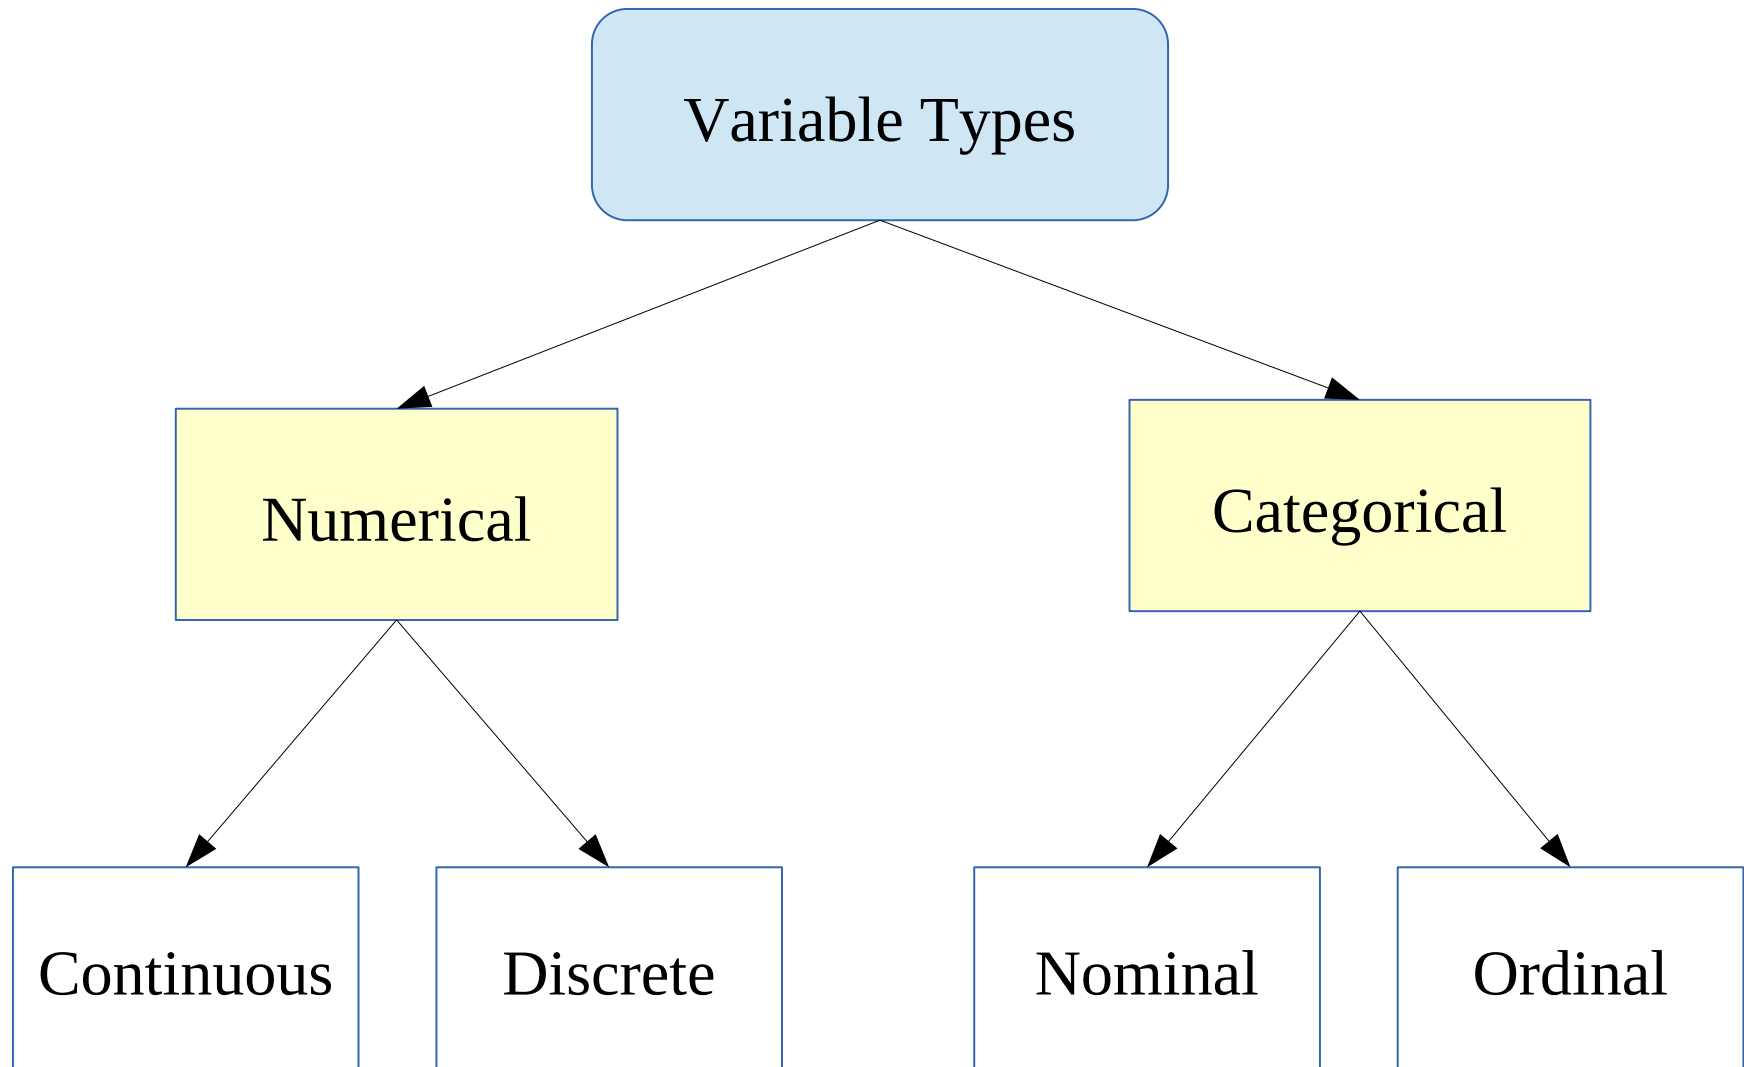 Variable Types
Numerical
Categorical
Continuous
Discrete
Nominal
Ordinal